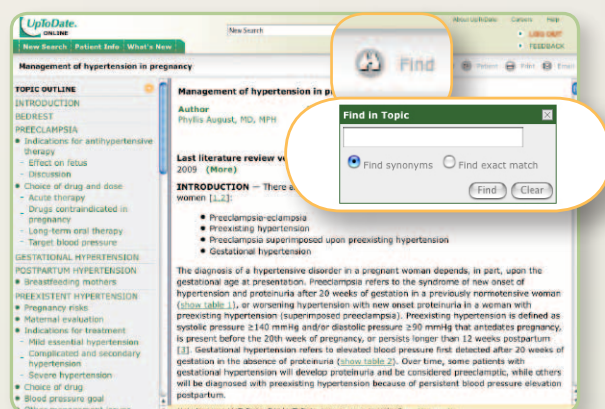 UpToDate.
ONLINE
New Search
About UpToDate Careers Help
LOG OUT
FEEDBACK
New Search Patient Info What's New
Find
Management of hypertension in pregnancy
Patient Print Email
TOPIC OUTLINE
INTRODUCTION
BEDREST
PREECLAMPSIA
• Indications for antihypertensive
therapy
- Effect on fetus
- Discussion
• Choice of drug and dose
- Acute therapy
- Drugs contraindicated in
pregnancy
- Long-term oral therapy
- Target blood pressure
GESTATIONAL HYPERTENSION
POSTPARTUM HYPERTENSION
• Breastfeeding mothers
PREEXISTENT HYPERTENSION
• Pregnancy risks
• Maternal evaluation
• Indications for treatment
- Mild essential hypertension
- Complicated and secondary
hypertension
- Severe hypertension
• Choice of drug
• Blood pressure goal
Management of hypertension in p
Author
Phyllis August, MD, MPH
Last literature review ve
2009 (More)
INTRODUCTION — There a
women [1,2]:
• Preeclampsia-eclampsia
• Preexisting hypertension
• Preeclampsia superimposed upon preexisting hypertension
• Gestational hypertension
The diagnosis of a hypertensive disorder in a pregnant woman depends, in part, upon the
gestational age at presentation. Preeclampsia refers to the syndrome of new onset of
hypertension and proteinuria after 20 weeks of gestation in a previously normotensive woman
(show table 1), or worsening hypertension with new onset proteinuria in a woman with
preexisting hypertension (superimposed preeclampsia). Preexisting hypertension is defined as
systolic pressure ≥140 mmHg and/or diastolic pressure ≥90 mmHg that antedates pregnancy,
is present before the 20th week of pregnancy, or persists longer than 12 weeks postpartum
[3]. Gestational hypertension refers to elevated blood pressure first detected after 20 weeks of
gestation in the absence of proteinuria (show table 2). Over time, some patients with
gestational hypertension will develop proteinuria and be considered preeclamptic, while others
will be diagnosed with preexisting hypertension because of persistent blood pressure elevation
postpartum.
Find in Topic
Find synonyms Find exact match
Find Clear